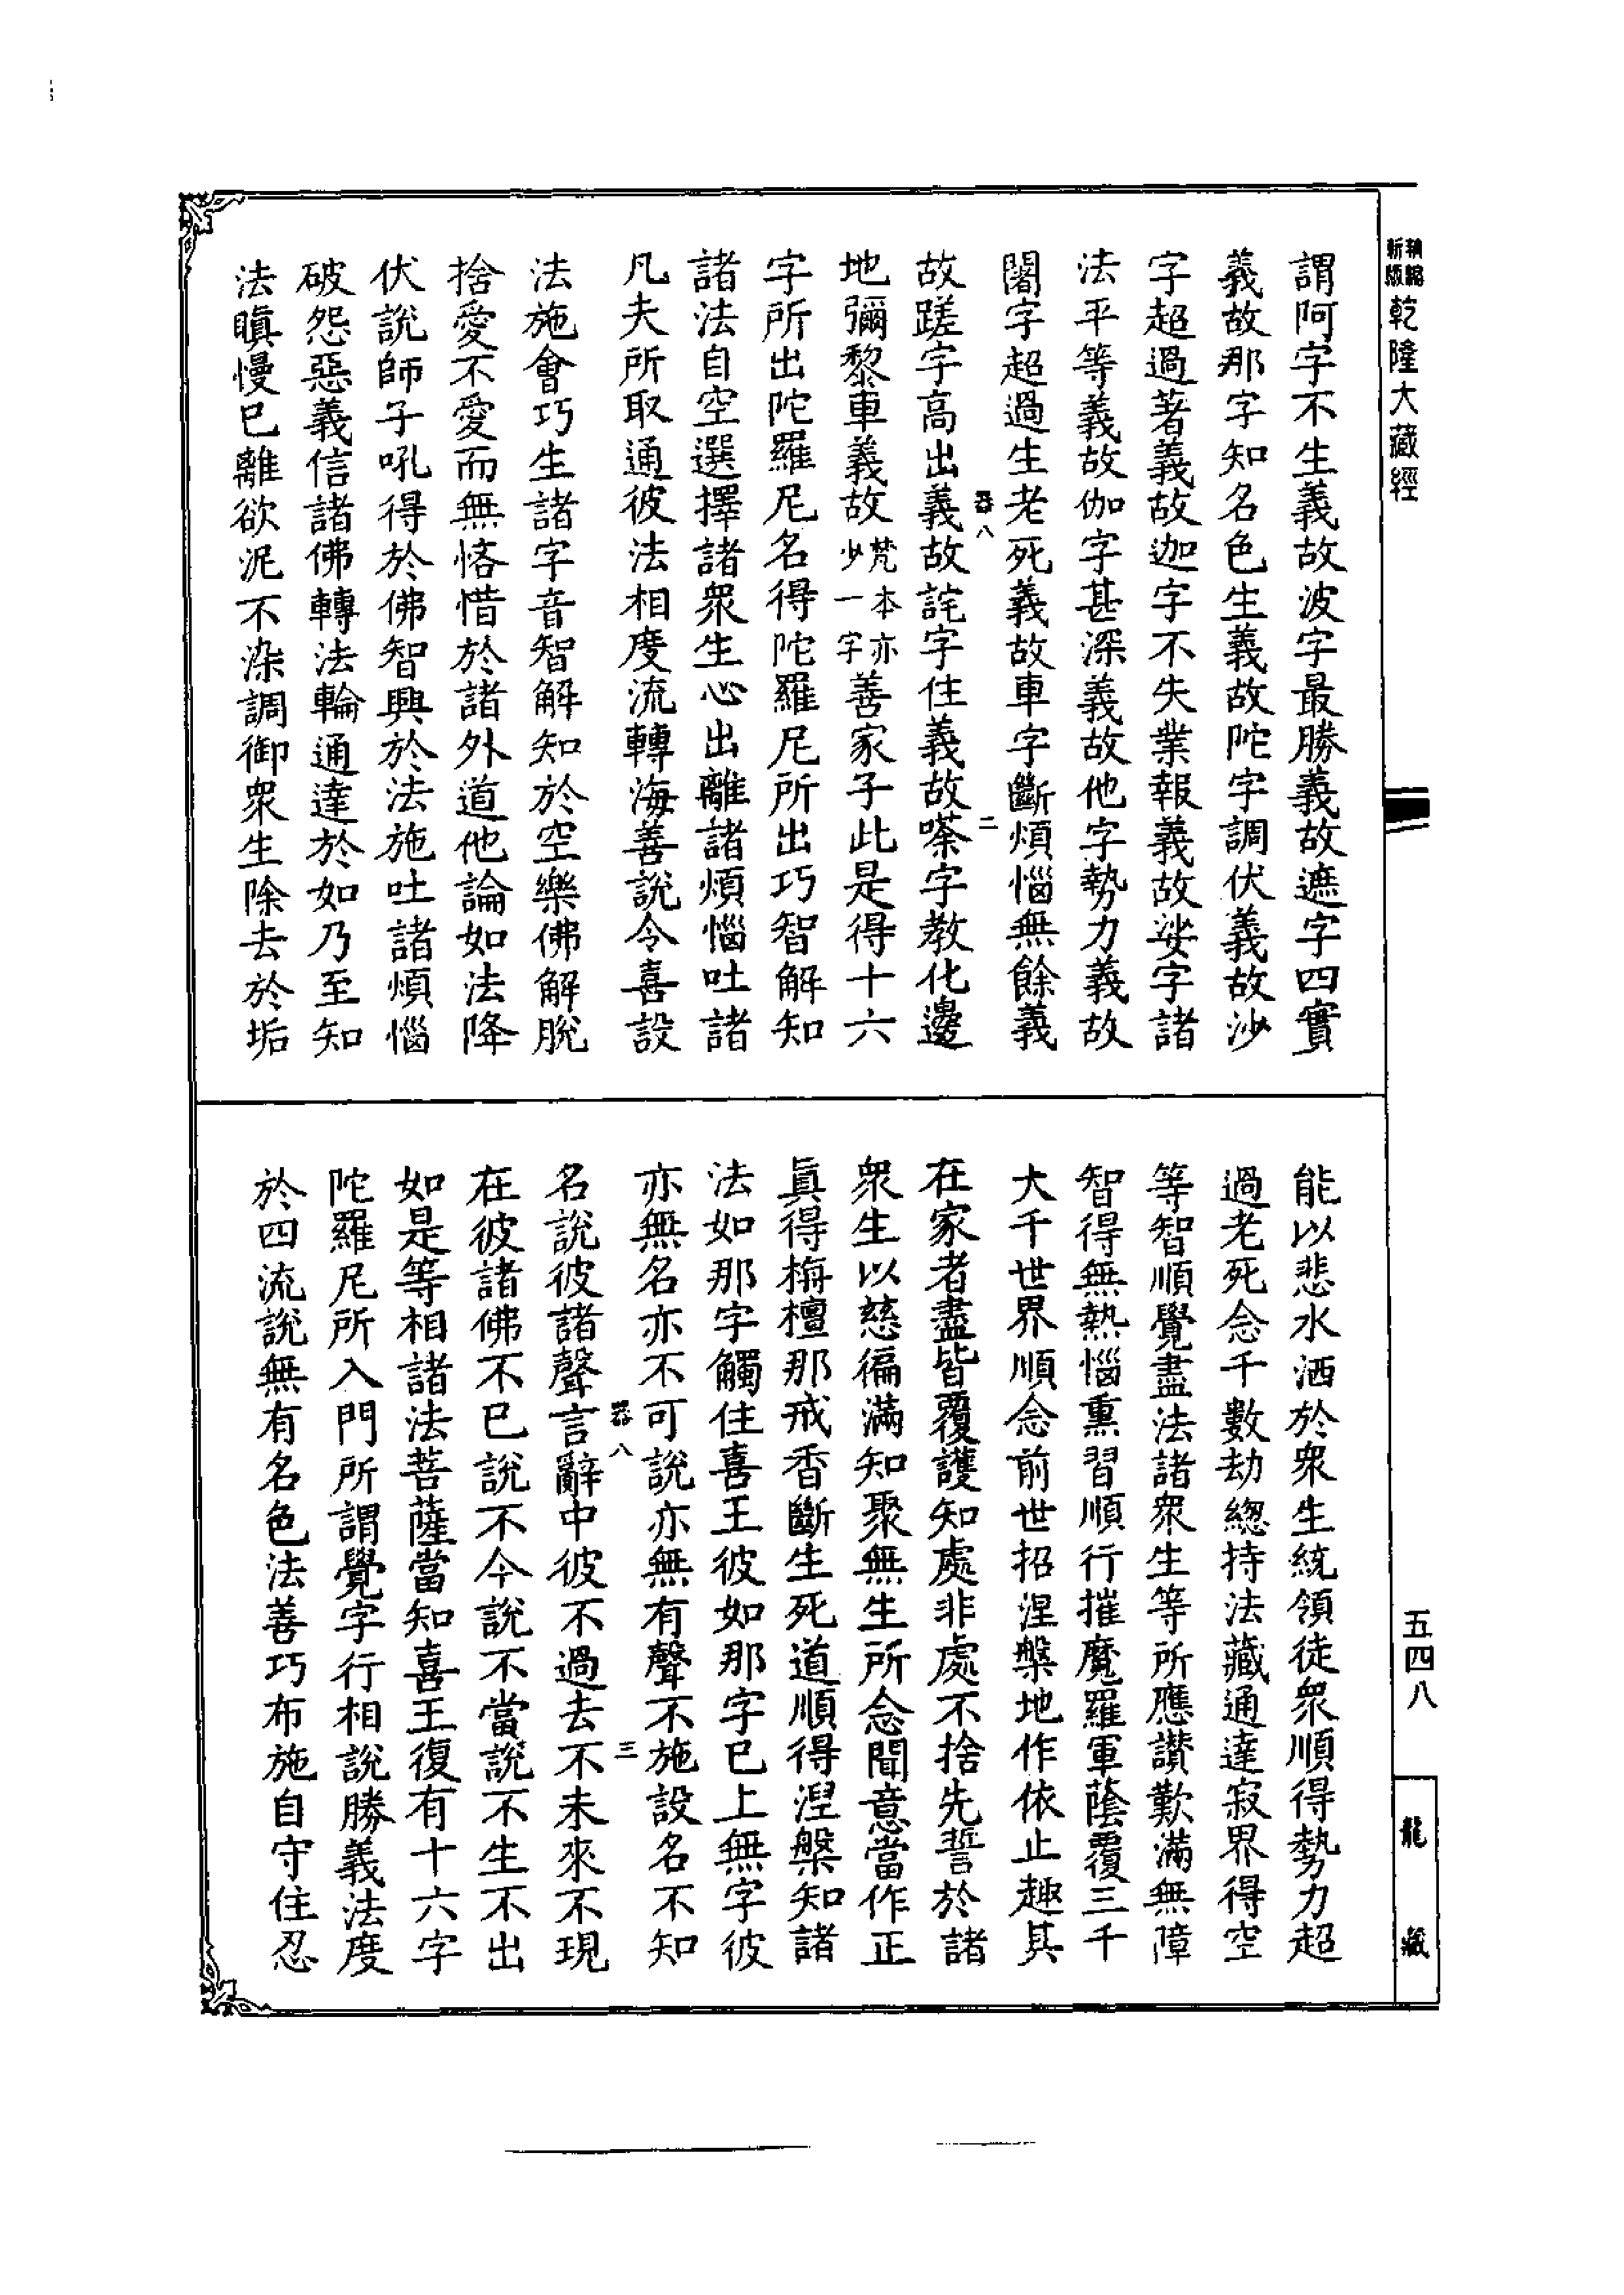 精縮新版乾隆大藏經
謂阿字不生義故波字最勝義故遮字四實
義故那字知名色生義故陀字調伏義故沙
字超過著義故迦字不失業報義故娑字諸
法平等義故伽字甚深義故他字勢力義故
闍字超過生老死義故車字斷煩惱無餘義
器八 二
故蹉字高出義故詫字住義故嗏字教化邊
地彌黎車義故梵本亦少一字善家子此是得十六
字所出陀羅尼名得陀羅尼所出巧智解知
諸法自空選擇諸衆生心出離諸煩惱吐諸
凡夫所取通彼法相度流轉海善說令喜設
法施會巧生諸字音智解知於空樂佛解脫
捨愛不愛而無悋惜於諸外道他論如法降
伏說師子吼得於佛智興於法施吐諸煩惱
破怨惡義信諸佛轉法輪通達於如乃至知
法瞋慢已離欲泥不染調御衆生除去於垢
能以悲水洒於衆生統領徒衆順得勢力超
過老死念千數劫緫持法藏通達寂界得空
等智順覺盡法諸衆生等所應讚歎滿無障
智得無熱惱熏習順行摧魔羅軍蔭覆三千
大千世界順念前世招涅槃地作依止趣其
在家者盡皆覆護知處非處不捨先誓於諸
衆生以慈徧滿知聚無生所念聞意當作正
眞得栴檀那戒香斷生死道順得涅槃知諸
法如那字觸住喜王彼如那字已上無字彼
亦無名亦不可說亦無有聲不施設名不知
器八 三
名說彼諸聲言辭中彼不過去不未來不現
在彼諸佛不已說不今說不當說不生不出
如是等相諸法菩薩當知喜王復有十六字
陀羅尼所入門所謂覺字行相說勝義法度
於四流說無有名色法善巧布施自守住忍
五四八
龍藏